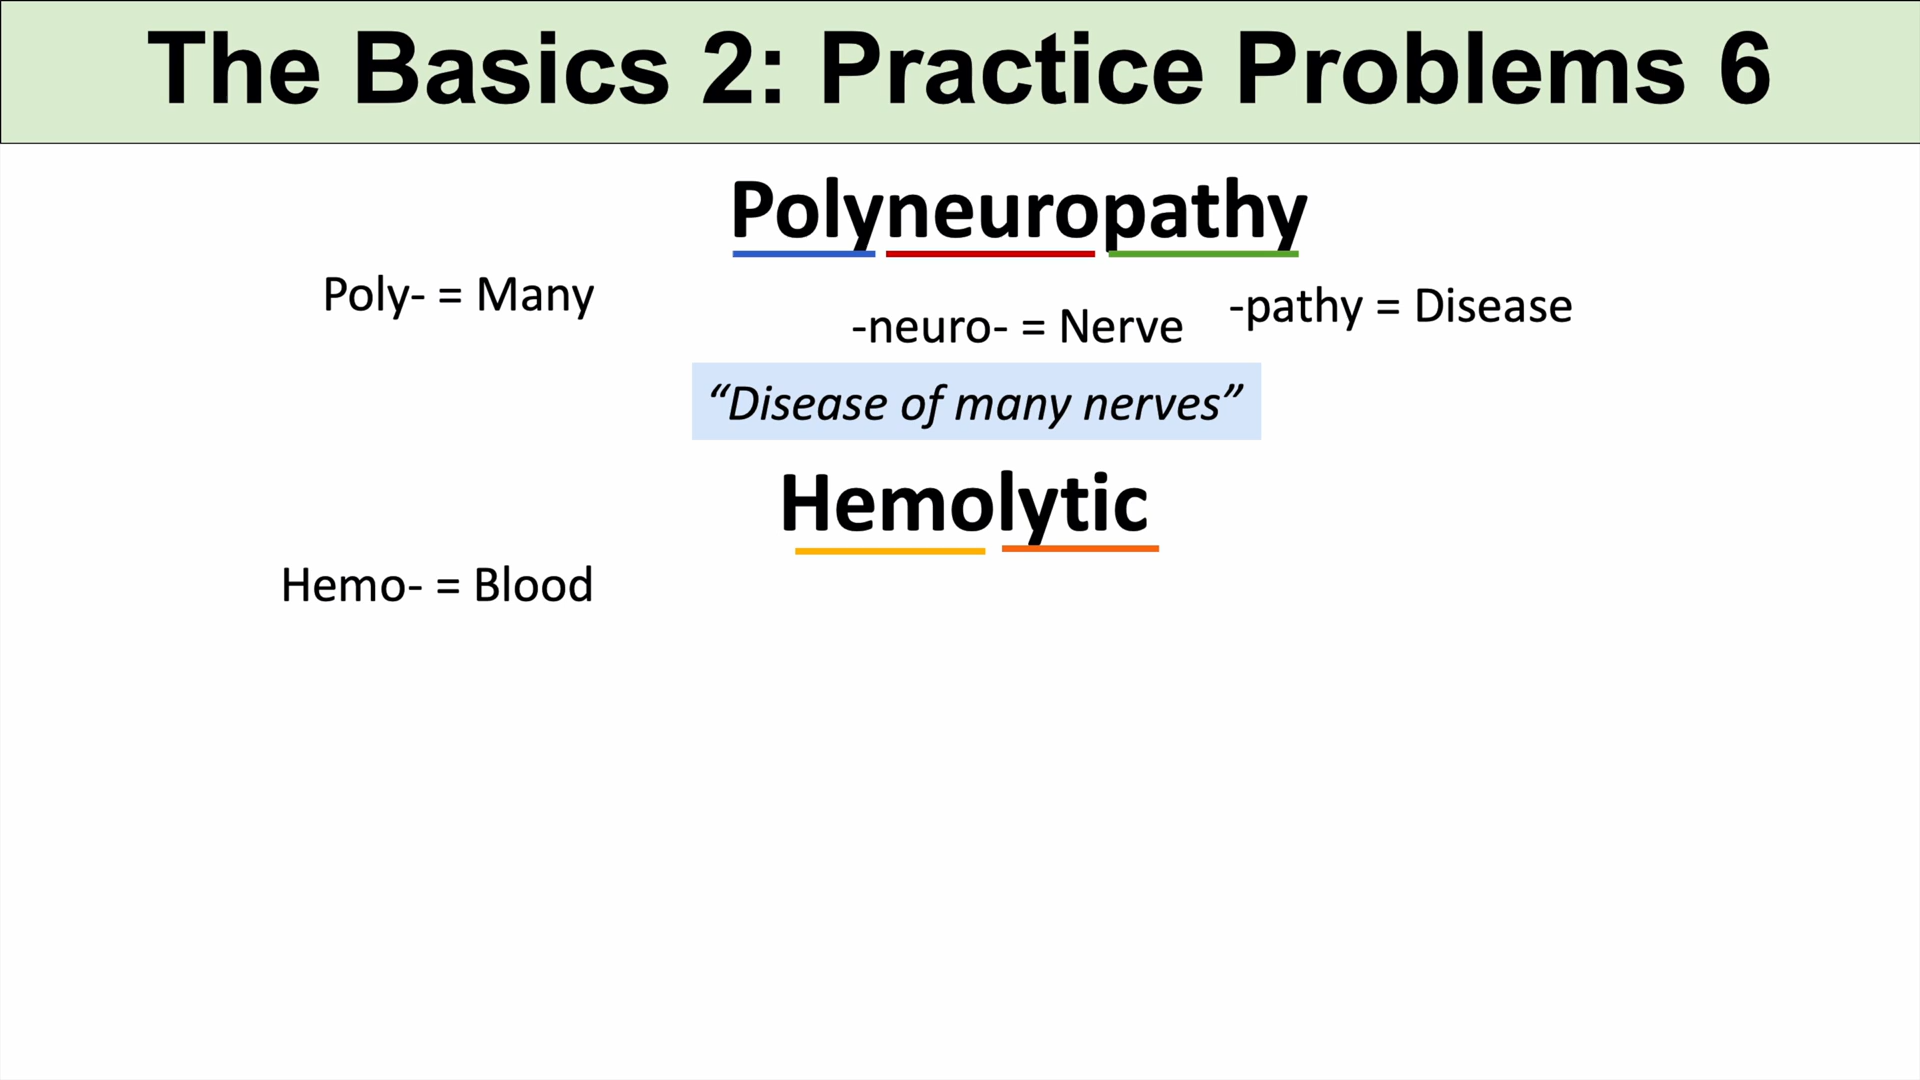 The Basics 2: Practice Problems 6
Polyneuropathy
Poly- = Many
-neuro- = Nerve
-pathy = Disease
“Disease of many nerves”
Hemolytic
Hemo- = Blood